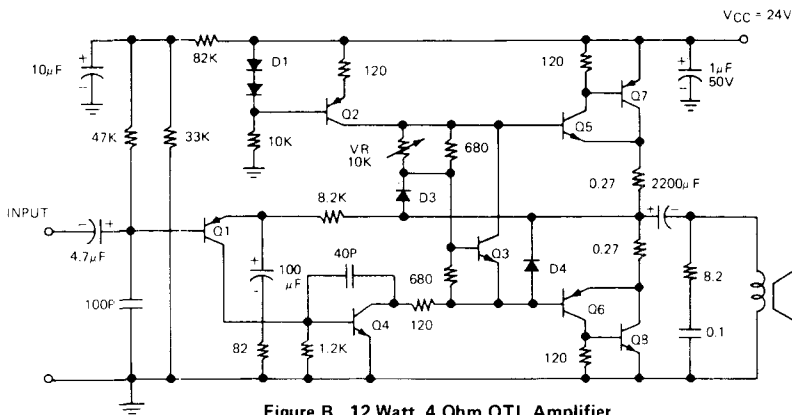 VCC = 24V
82K
D1
120
10μF
Q2
120
Q7
1μF
50V
Q5
47K
33K
10K
VR
10K
680
0.27
2200μF
INPUT
8.2K
D3
Q1
4.7μF
100
μF
40P
Q3
D4
0.27
680
8.2
Q4
120
Q6
100P
82
1.2K
120
Q8
0.1
Figure B. 12 Watt, 4 Ohm OTL Amplifier